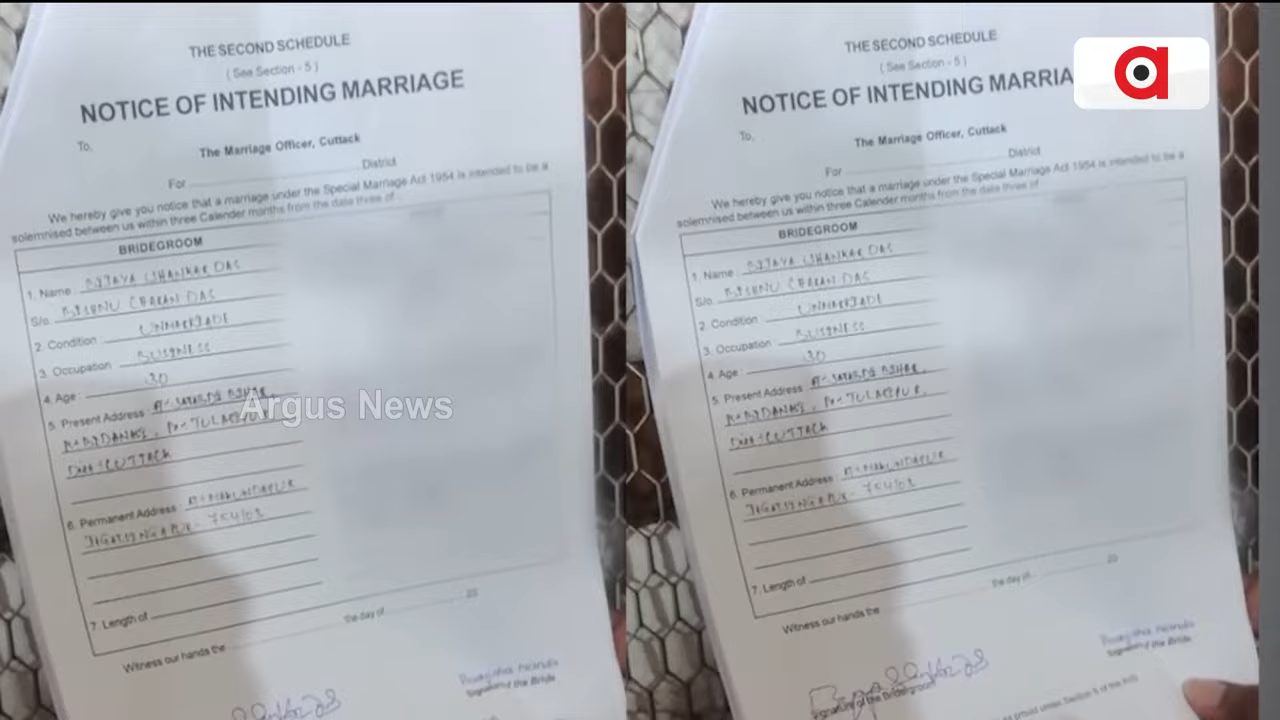 THE SECOND SCHEDULE
( See Section - 5 )
NOTICE OF INTENDING MARRIAGE
To,
The Marriage Officer, Cuttack
For District
We hereby give you notice that a marriage under the Special Marriage Act 1954 is intended to be a
solemnised between us within three Calender months from the date three of
BRIDEGROOM
1. Name : BIJAYA SHANKAR DAS
S/o. BISHNU CHARAN DAS
2. Condition UNMARRIADE
3. Occupation BUSINESS
4. Age : 30
5. Present Address :
TULASIPUR
CUTTACK
6. Permanent Address :
JAGATSINGHPUR
7. Length of
Witness our hands the the day of 20
Signature of the Bride
Argus News
THE SECOND SCHEDULE
( See Section - 5 )
NOTICE OF INTENDING MARRIA
To,
The Marriage Officer, Cuttack
For District
We hereby give you notice that a marriage under the Special Marriage Act 1954 is intended to be a
solemnised between us within three Calender months from the date three of
BRIDEGROOM
1. Name : BIJAYA SHANKAR DAS
S/o. BISHNU CHARAN DAS
2. Condition UNMARRIADE
3. Occupation BUSINESS
4. Age : 30
5. Present Address :
TULASIPUR
CUTTACK
6. Permanent Address :
JAGATSINGHPUR
7. Length of
Witness our hands the the day of 20
Signature of the Bride
Signature of the Bridegroom
a